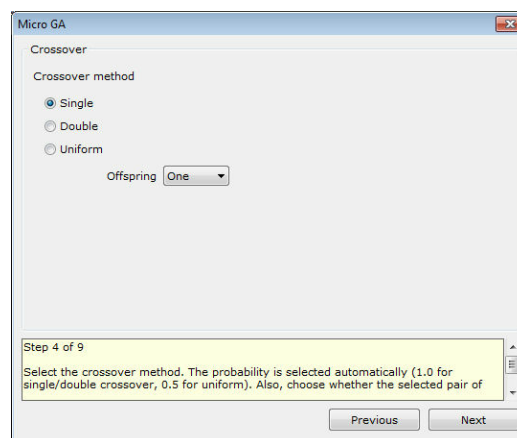 Micro GA
Crossover
Crossover method
Single
Double
Uniform
Offspring One
Step 4 of 9
Select the crossover method. The probability is selected automatically (1.0 for
single/double crossover, 0.5 for uniform). Also, choose whether the selected pair of
Previous Next